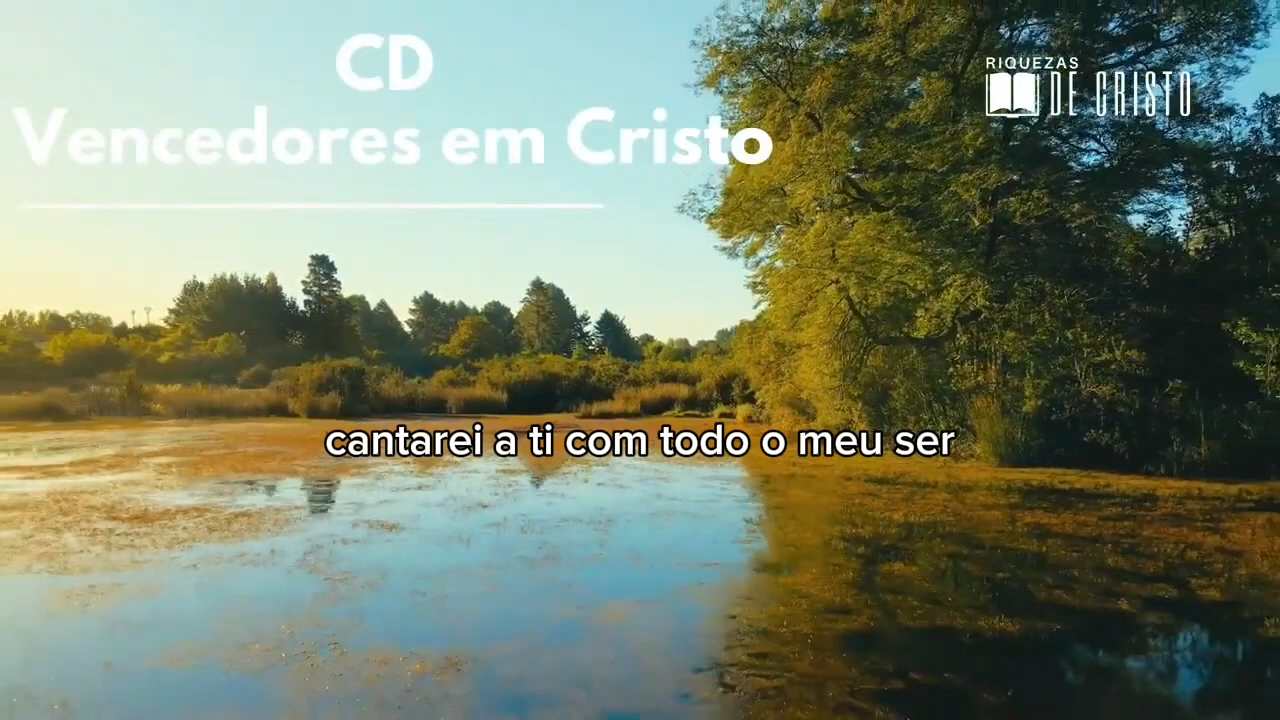 CD
Vencedores em Cristo
RIQUEZAS
DE CRISTO
cantarei a ti com todo o meu ser